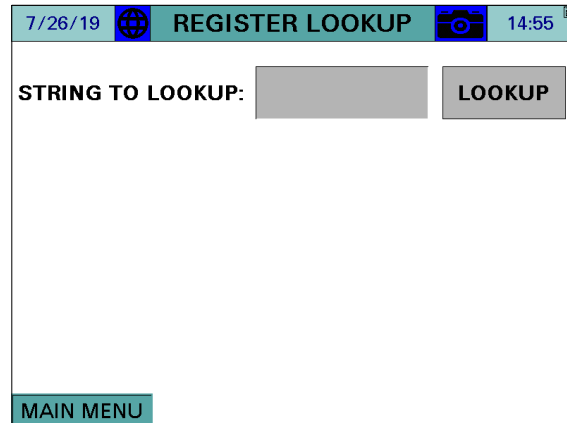 7/26/19 REGISTER LOOKUP 14:55
STRING TO LOOKUP: LOOKUP
MAIN MENU